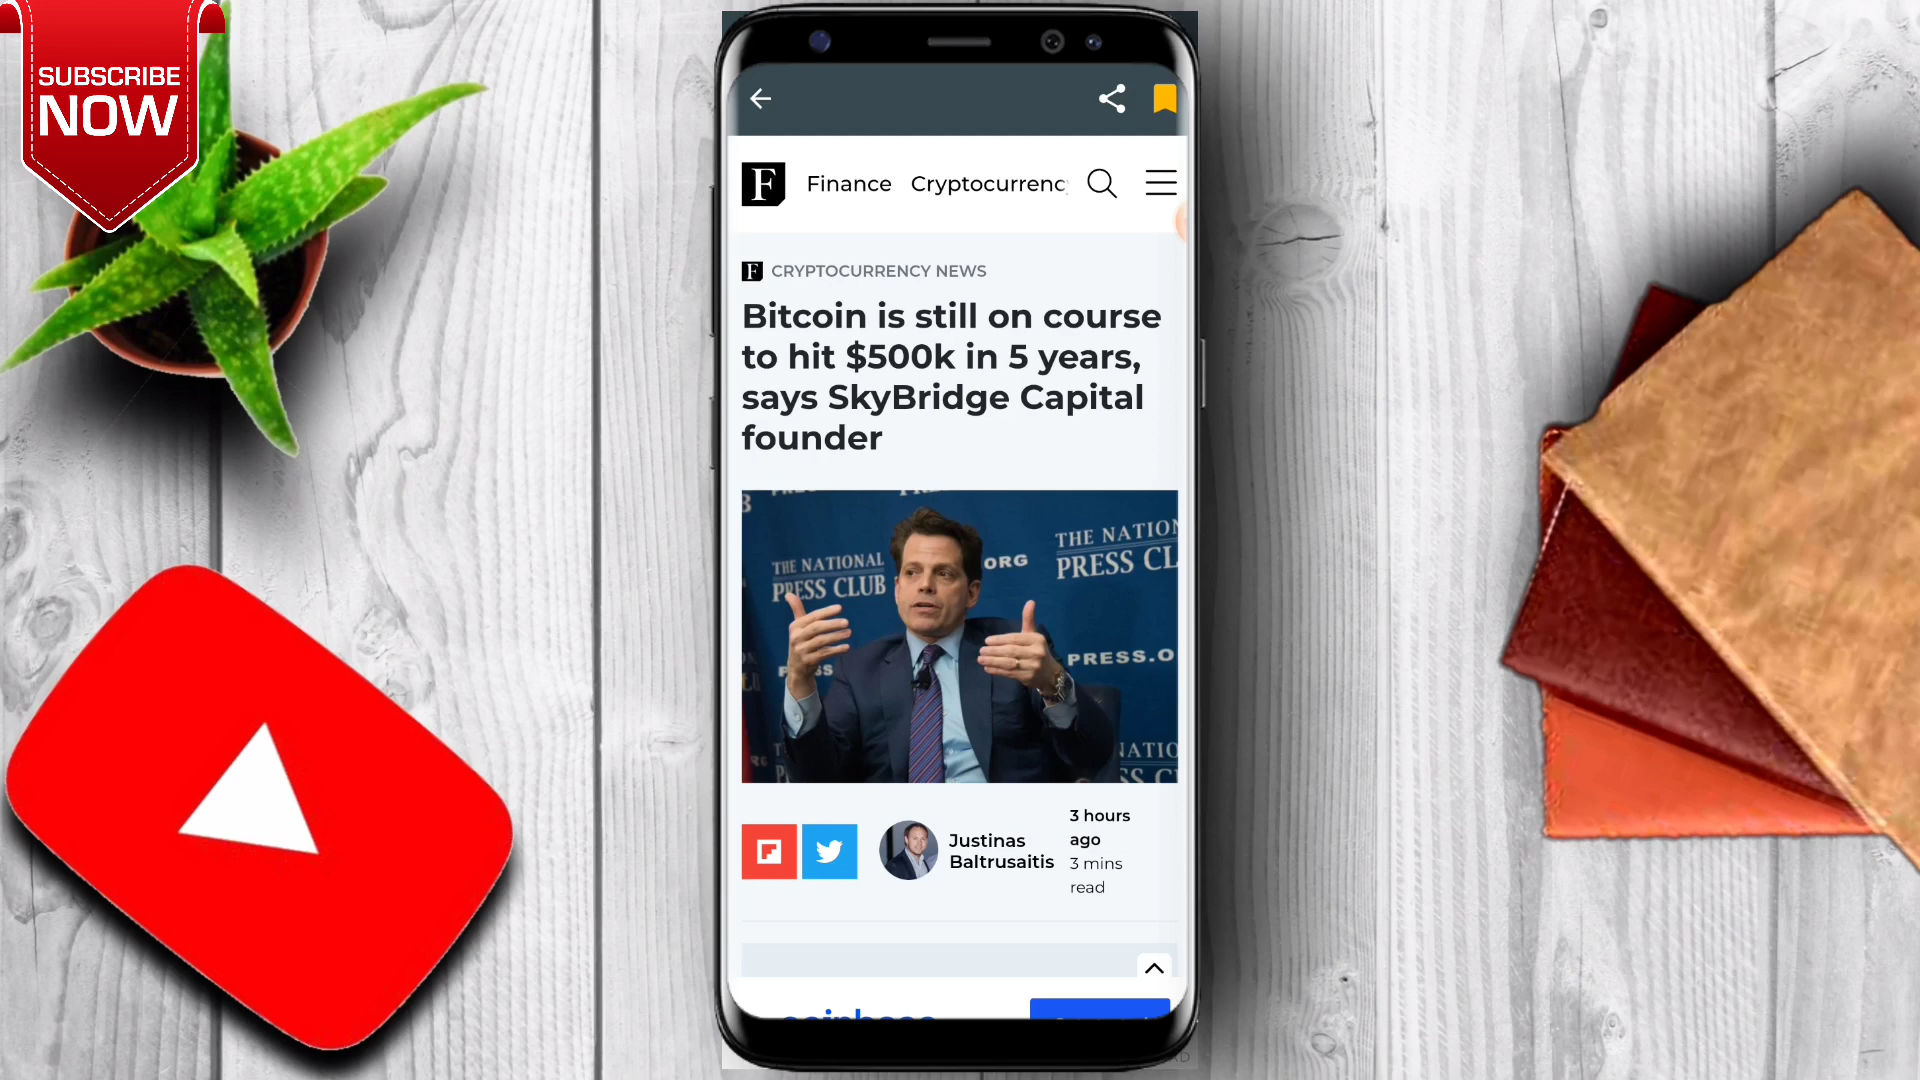 SUBSCRIBE
NOW
F
Finance Cryptocurrenc
F CRYPTOCURRENCY NEWS
Bitcoin is still on course
to hit $500k in 5 years,
says SkyBridge Capital
founder
THE NATIONAL
PRESS CLUB
ORG
THE NATION
PRESS CL
PRESS.O
Justinas
Baltrusaitis
3 hours
ago
3 mins
read
coinbase